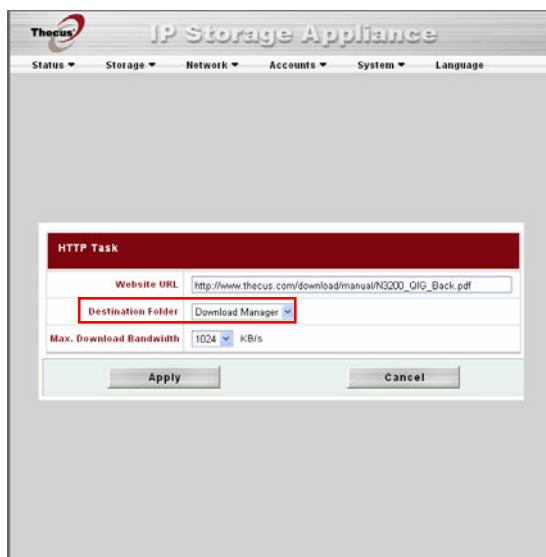 Thecus IP Storage Appliance
Status Storage Network Accounts System Language
HTTP Task
Website URL http://www.thecus.com/download/manual/N3200_QIG_Back.pdf
Destination Folder Download Manager
Max. Download Bandwidth 1024 KB/s
Apply Cancel